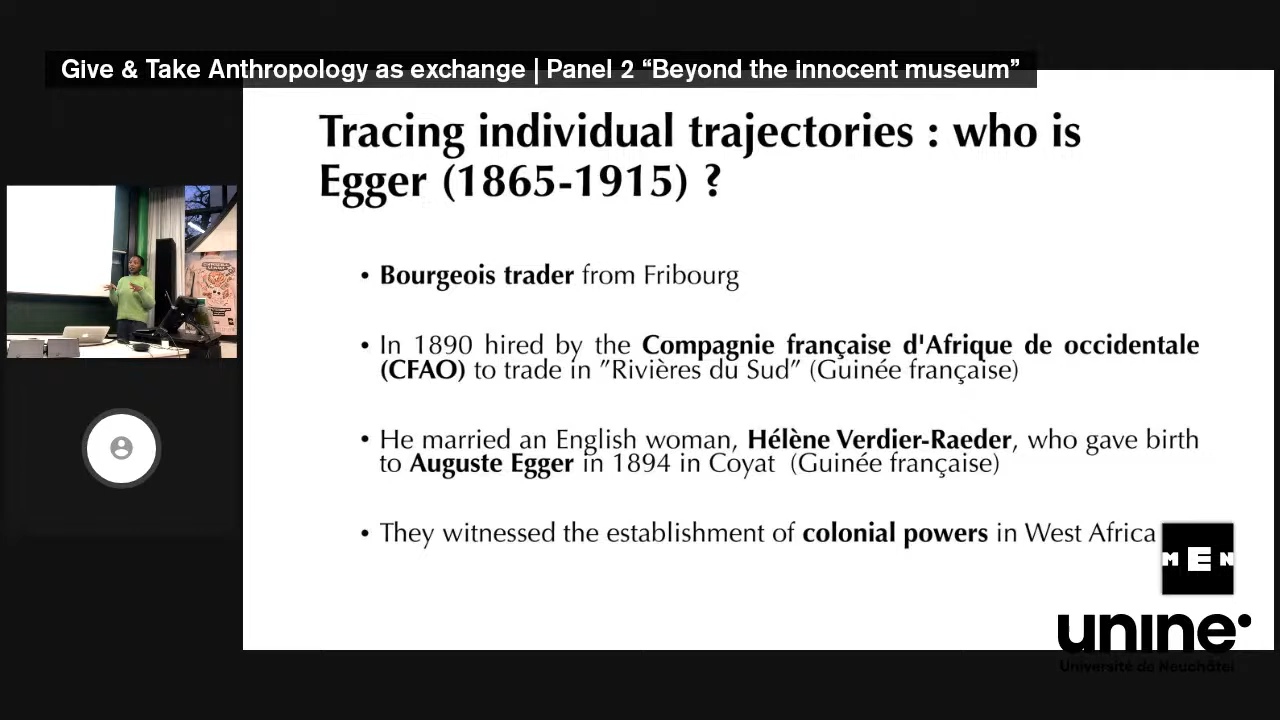 Give & Take Anthropology as exchange | Panel 2 “Beyond the innocent museum”
Tracing individual trajectories : who is
Egger (1865-1915) ?
• Bourgeois trader from Fribourg
• In 1890 hired by the Compagnie française d'Afrique de occidentale
(CFAO) to trade in ”Rivières du Sud” (Guinée française)
• He married an English woman, Hélène Verdier-Raeder, who gave birth
to Auguste Egger in 1894 in Coyat (Guinée française)
• They witnessed the establishment of colonial powers in West Africa
MEN
unine
Université de Neuchâtel